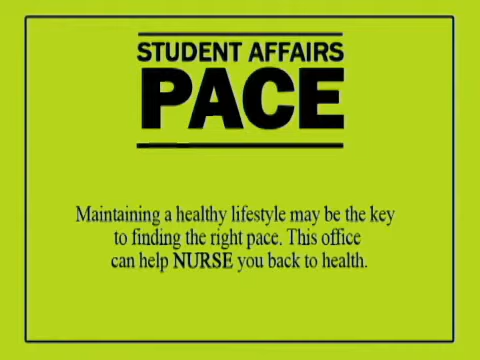 STUDENT AFFAIRS
PACE
Maintaining a healthy lifestyle may be the key
to finding the right pace. This office
can help NURSE you back to health.